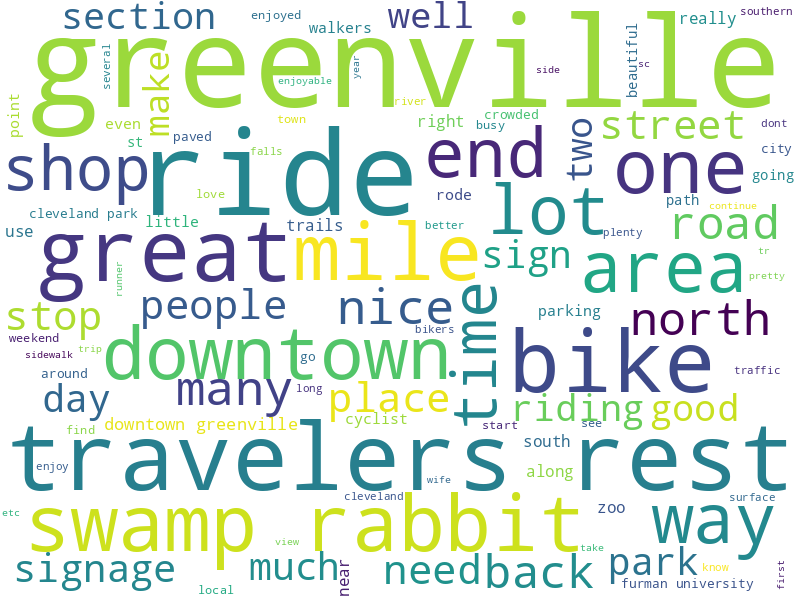 section
enjoyed
walkers
well
really
southern
greenville
several
make
enjoyable
year
side
sc
beautiful
point
even
paved
st
river
town
falls
right
crowded
busy
two
street
dont
city
going
shop
ride
end
one
love
rode
path
continue
cleveland park
little
trails
better
lot
plenty
road
use
great
mile
sign
area
tr
pretty
runner
people
nice
time
parking
north
stop
weekend
sidewalk
trip
downtown
go
bikers
bike
traffic
around
day
many
long
place
riding
good
downtown greenville
cyclist
start
see
find
south
along
travelers rest
enjoy
wife
cleveland
zoo
surface
etc
swamp rabbit
way
view
take
signage
much
near
need
back
park
know
first
furman university
local